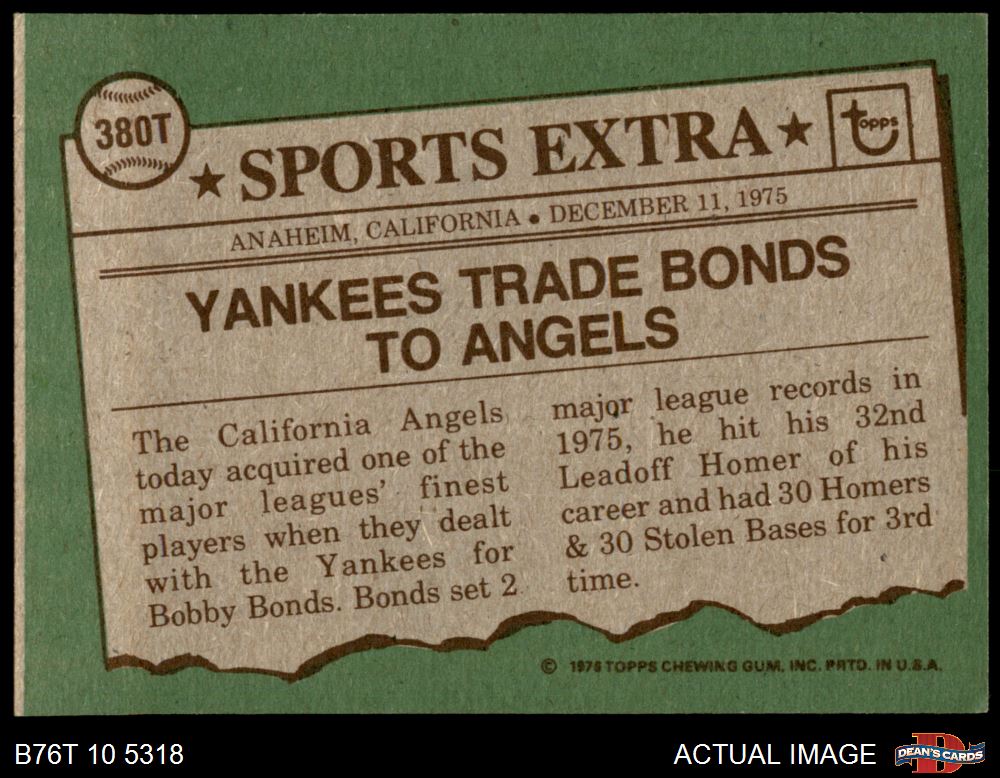 380T
★ SPORTS EXTRA ★
topps
ANAHEIM, CALIFORNIA • DECEMBER 11, 1975
YANKEES TRADE BONDS
TO ANGELS
The California Angels
today acquired one of the
major leagues' finest
players when they dealt
with the Yankees for
Bobby Bonds. Bonds set 2
major league records in
1975, he hit his 32nd
Leadoff Homer of his
career and had 30 Homers
& 30 Stolen Bases for 3rd
time.
© 1976 TOPPS CHEWING GUM, INC. PRTD. IN U.S.A.
B76T 10 5318
ACTUAL IMAGE
D
DEAN'S CARDS